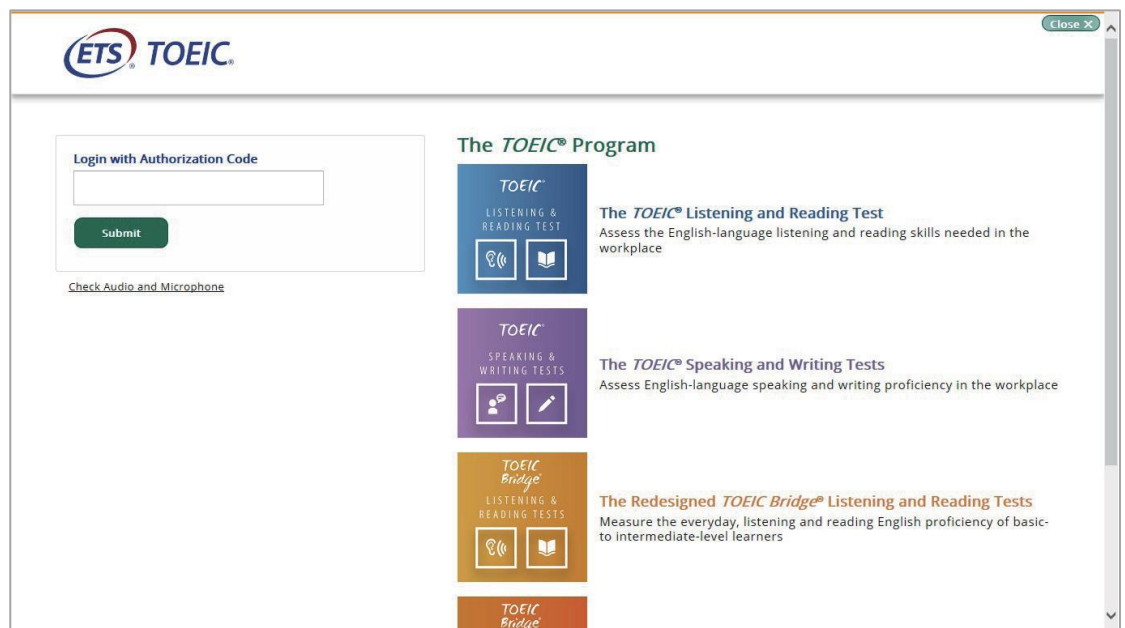 Close X
ETS® TOEIC®
Login with Authorization Code
Submit
Check Audio and Microphone
The TOEIC® Program
TOEIC®
LISTENING &
READING TEST
The TOEIC® Listening and Reading Test
Assess the English-language listening and reading skills needed in the
workplace
TOEIC®
SPEAKING &
WRITING TESTS
The TOEIC® Speaking and Writing Tests
Assess English-language speaking and writing proficiency in the workplace
TOEIC
Bridge®
LISTENING &
READING TESTS
The Redesigned TOEIC Bridge® Listening and Reading Tests
Measure the everyday, listening and reading English proficiency of basic-
to intermediate-level learners
TOEIC
Bridge